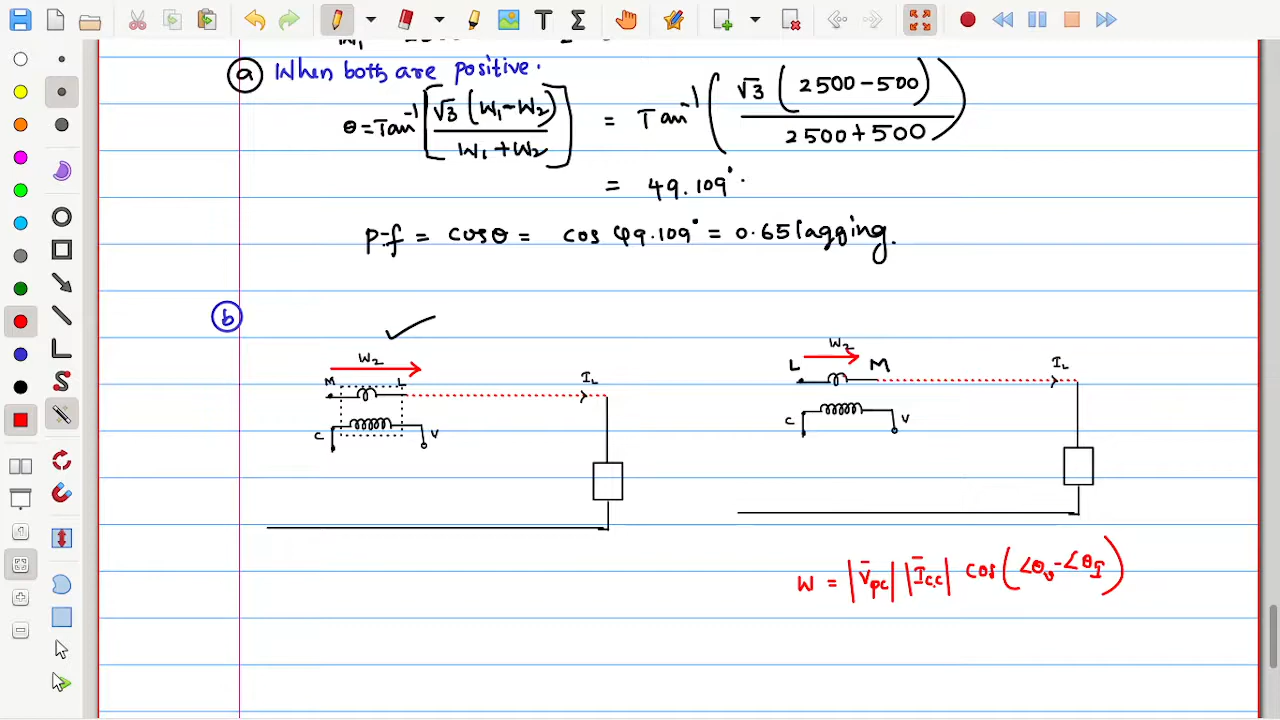 ⓐ When both are positive.
θ = Tan⁻¹ [ √3 (W₁ − W₂) / W₁ + W₂ ] = Tan⁻¹ ( √3 (2500 − 500) / 2500 + 500 )
= 49.109°.
p.f = cosθ = cos 49.109° = 0.65 lagging.
ⓑ
W₂
M L I_L
C V
W₂
L M I_L
C V
W = |V̄pc| |Īc.c| cos (∠θv − ∠θI)